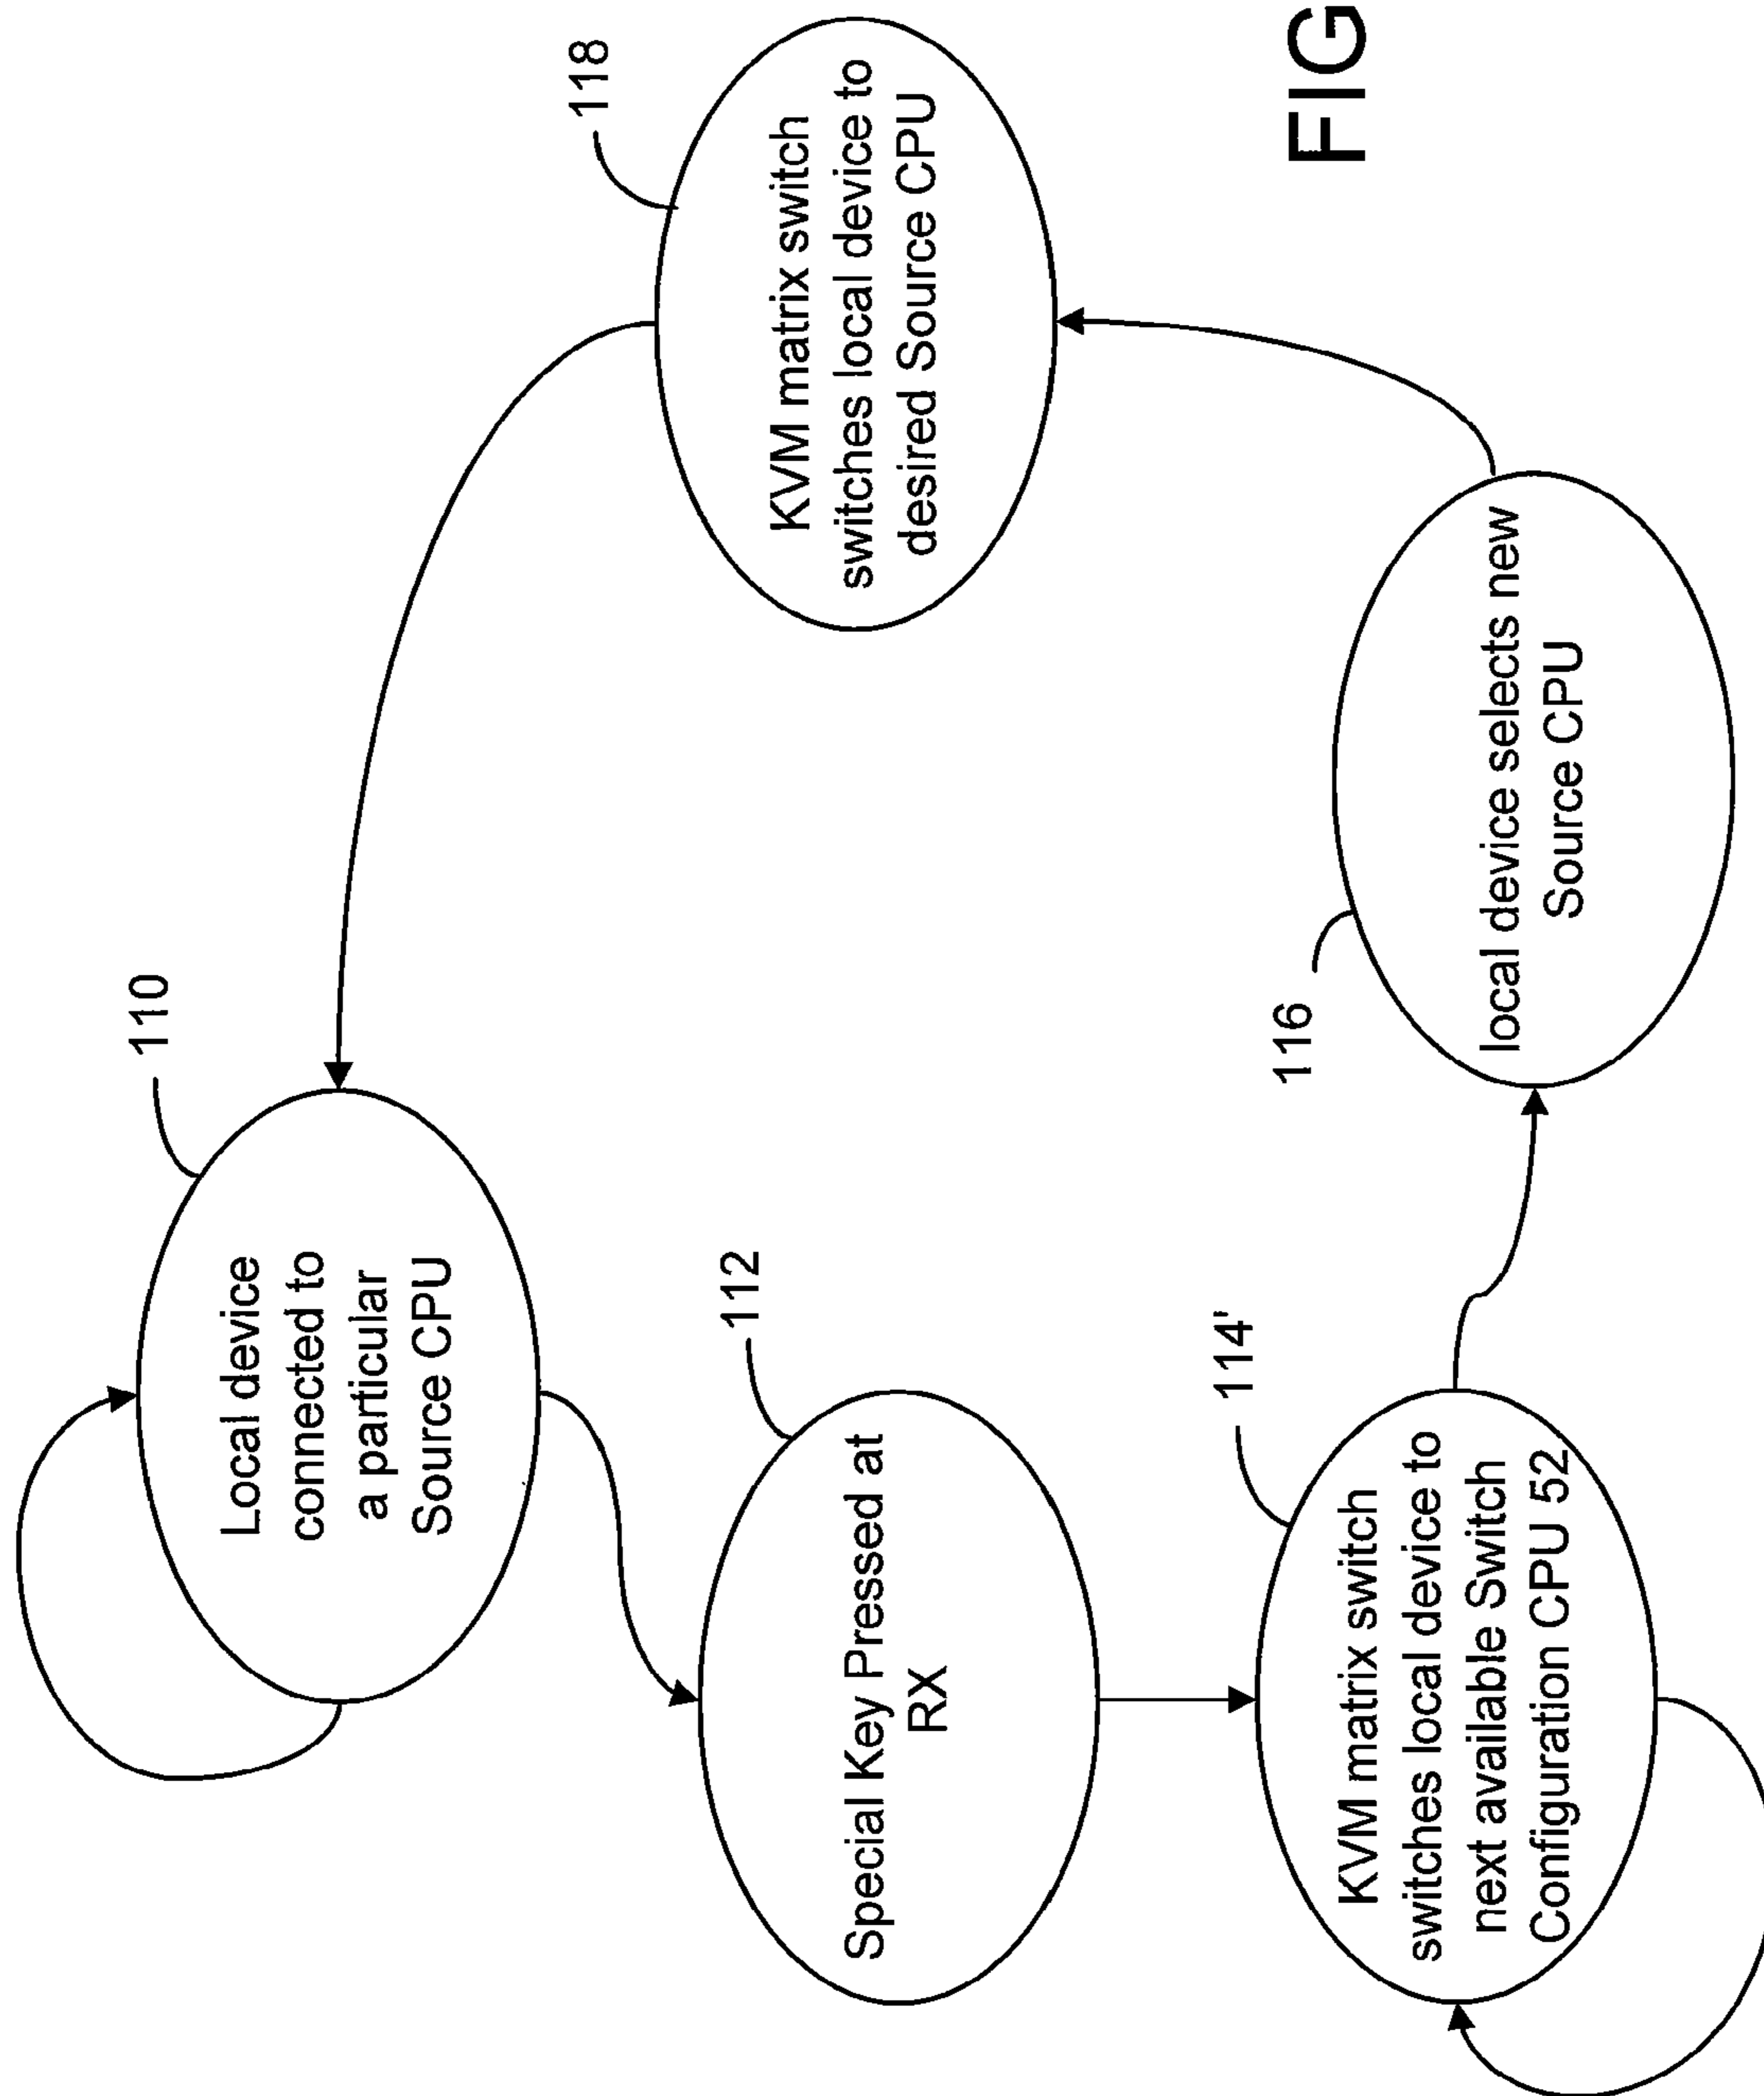 110
Local device
connected to
a particular
Source CPU
112
Special Key Pressed at
RX
114'
KVM matrix switch
switches local device to
next available Switch
Configuration CPU 52
116
local device selects new
Source CPU
118
KVM matrix switch
switches local device to
desired Source CPU
FIG